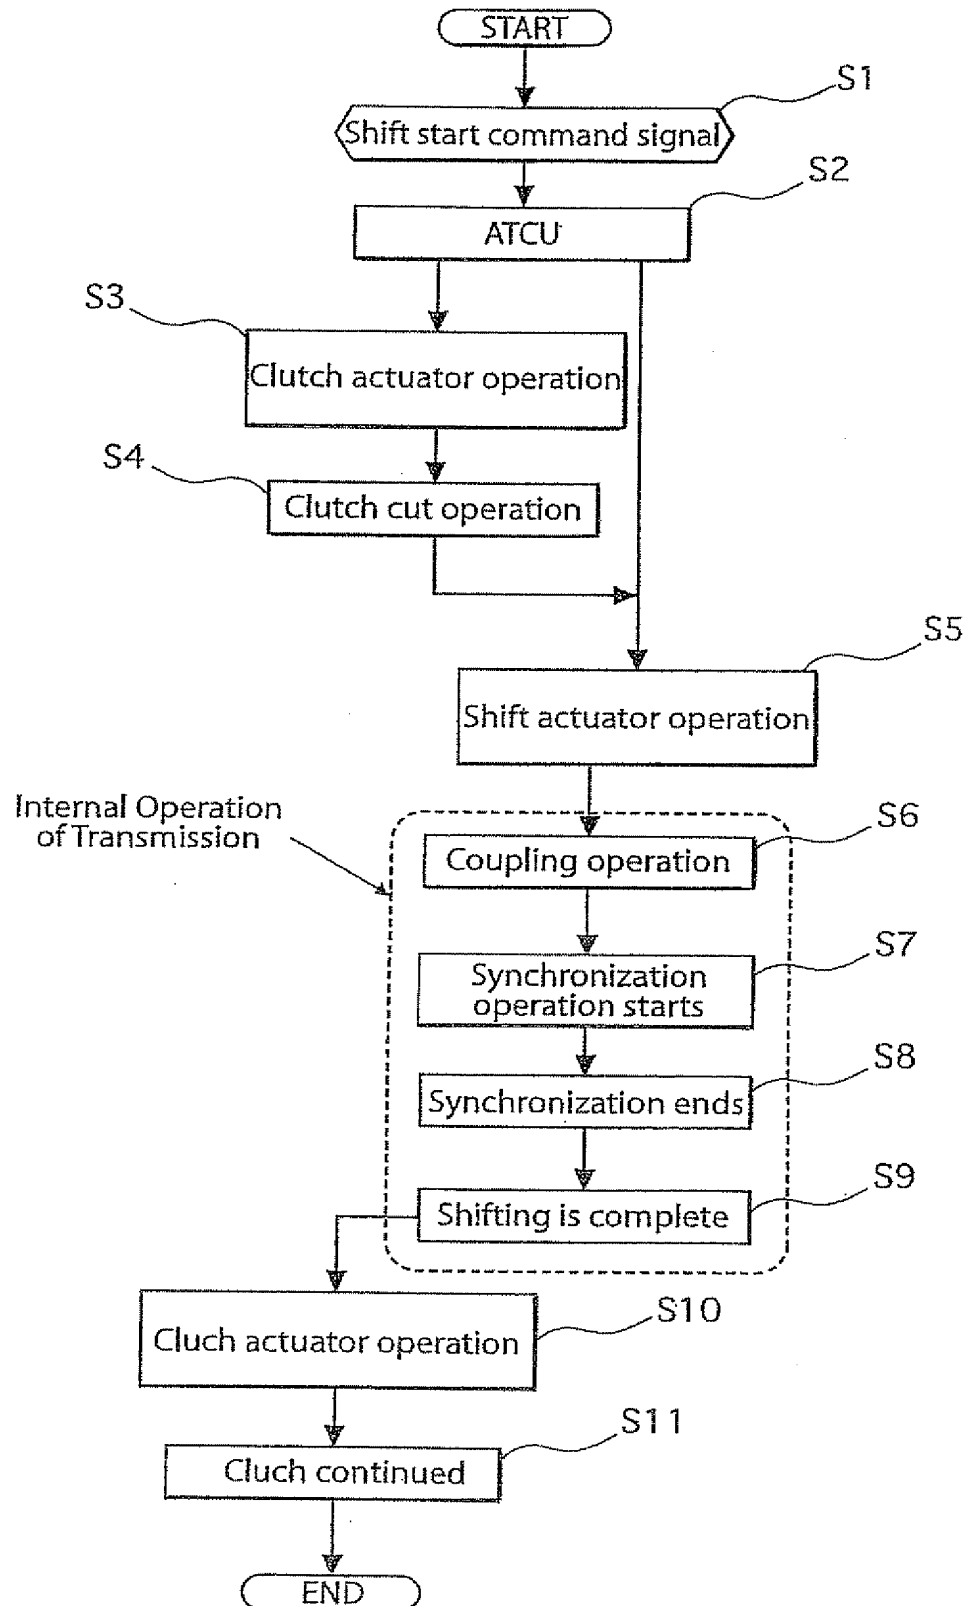 START
S1
Shift start command signal
S2
ATCU
S3
Clutch actuator operation
S4
Clutch cut operation
S5
Shift actuator operation
Internal Operation
of Transmission
S6
Coupling operation
S7
Synchronization
operation starts
S8
Synchronization ends
S9
Shifting is complete
S10
Cluch actuator operation
S11
Cluch continued
END